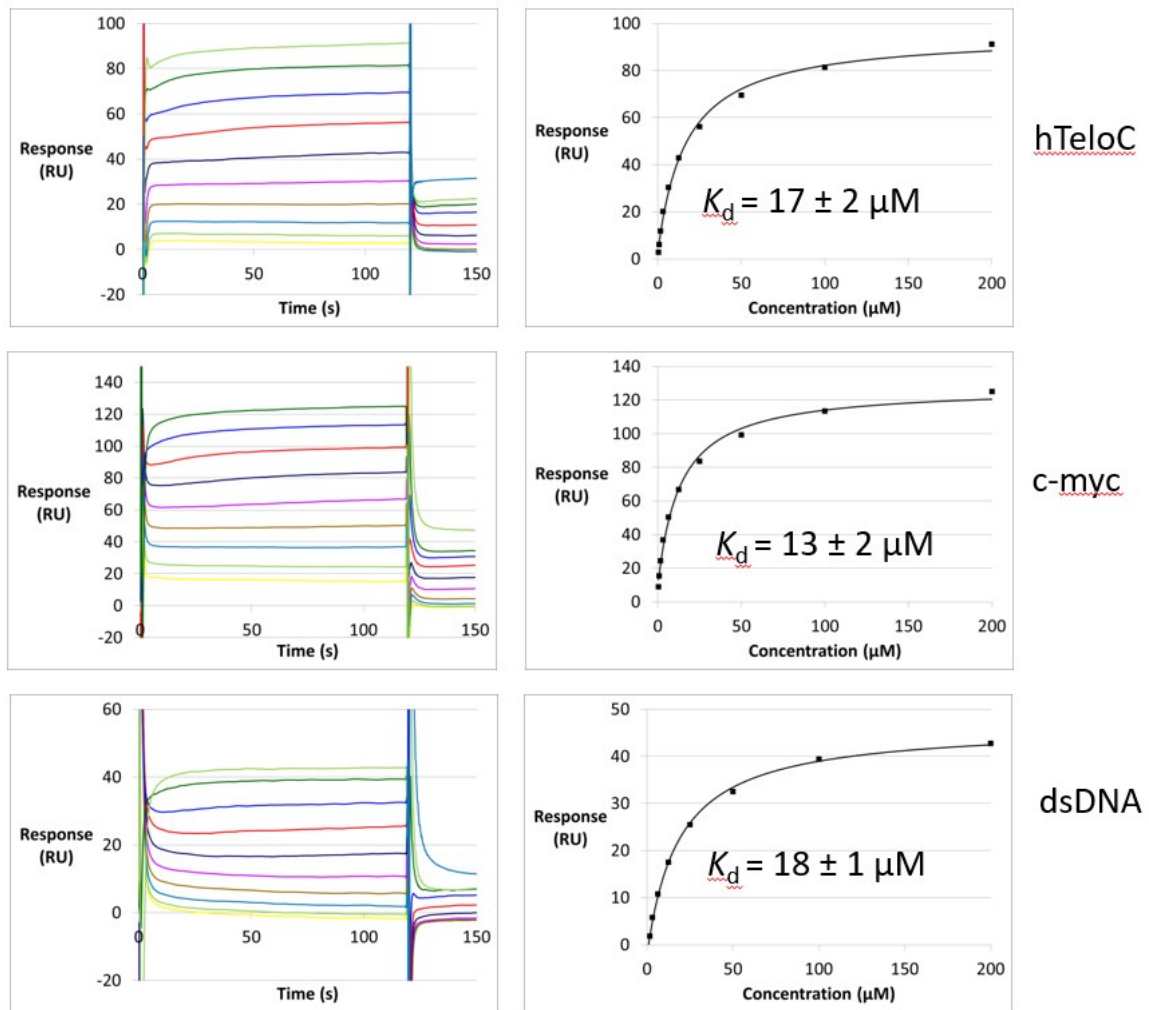 100
80
60
40
20
0
-20
Response
(RU)
0
50
100
150
Time (s)
100
80
60
40
20
0
Response
(RU)
Kd = 17 ± 2 µM
0
50
100
150
200
Concentration (µM)
hTeloC
140
120
100
80
60
40
20
0
-20
Response
(RU)
0
50
100
150
Time (s)
140
120
100
80
60
40
20
0
Response
(RU)
Kd = 13 ± 2 µM
0
50
100
150
200
Concentration (µM)
c-myc
60
40
20
0
-20
Response
(RU)
0
50
100
150
Time (s)
50
40
30
20
10
0
Response
(RU)
Kd = 18 ± 1 µM
0
50
100
150
200
Concentration (µM)
dsDNA